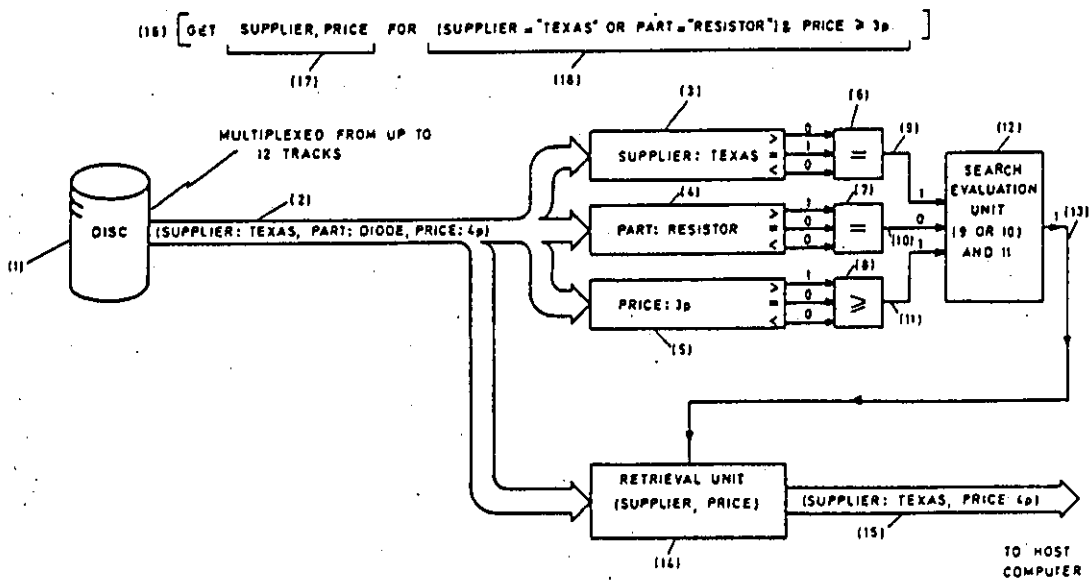 (16) [GET SUPPLIER, PRICE FOR (SUPPLIER = "TEXAS" OR PART = "RESISTOR") & PRICE ≥ 3p ]
(17)
(18)
MULTIPLEXED FROM UP TO
12 TRACKS
(1)
DISC
(2)
(SUPPLIER: TEXAS, PART: DIODE, PRICE: 4p)
(3)
SUPPLIER: TEXAS
> 0
= 1
< 0
(6)
=
(9)
1
(4)
PART: RESISTOR
>
= 0
< 0
(7)
=
(10)
0
PRICE: 3p
> 1
= 0
< 0
(5)
(8)
≥
(11)
1
(12)
SEARCH
EVALUATION
UNIT
(9 OR 10)
AND 11
1
(13)
RETRIEVAL UNIT
(SUPPLIER, PRICE)
(14)
(SUPPLIER: TEXAS, PRICE 4p)
(15)
TO HOST
COMPUTER